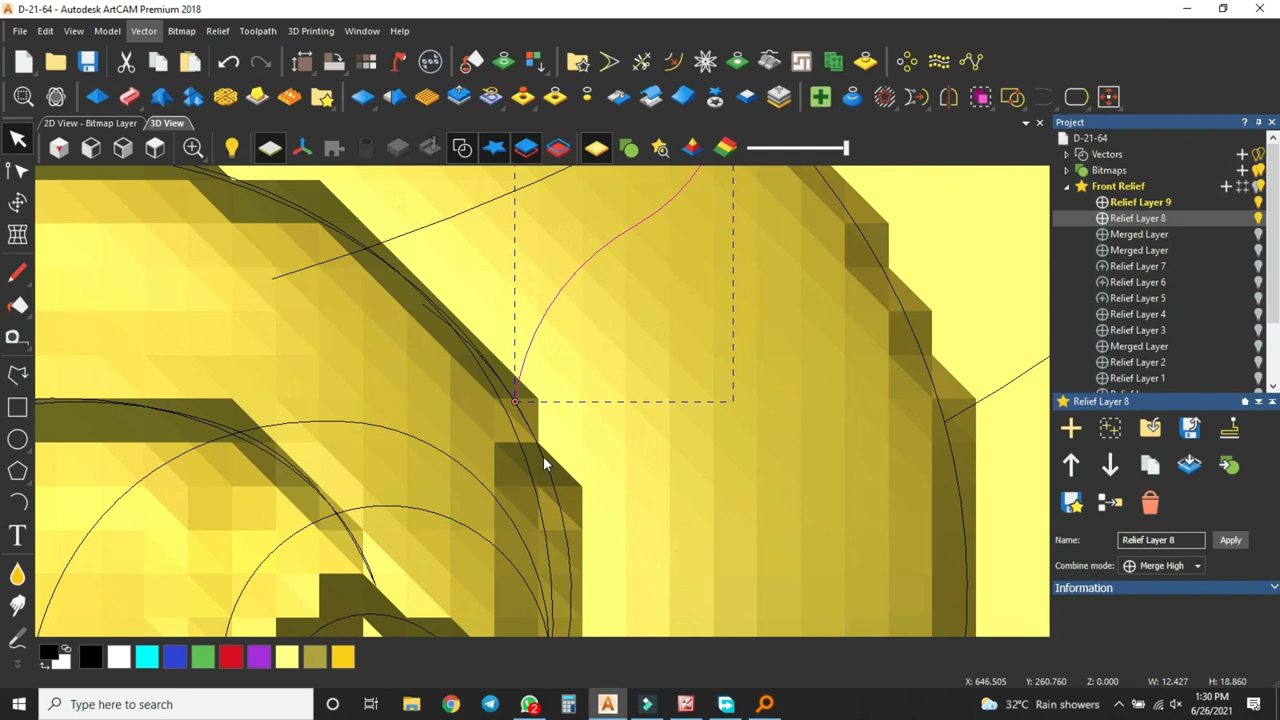 D-21-64 - Autodesk ArtCAM Premium 2018
File Edit View Model Vector Bitmap Relief Toolpath 3D Printing Window Help
2D View - Bitmap Layer 3D View
Project
D-21-64
Vectors
Bitmaps
Front Relief
Relief Layer 9
Relief Layer 8
Merged Layer
Merged Layer
Relief Layer 7
Relief Layer 6
Relief Layer 5
Relief Layer 4
Relief Layer 3
Merged Layer
Relief Layer 2
Relief Layer 1
Relief Layer 8
Name: Relief Layer 8 Apply
Combine mode: Merge High
Information
X: 646.505 Y: 260.760 Z: 0.000 W: 12.427 H: 18.860
Type here to search
2
32°C Rain showers
1:30 PM
6/26/2021